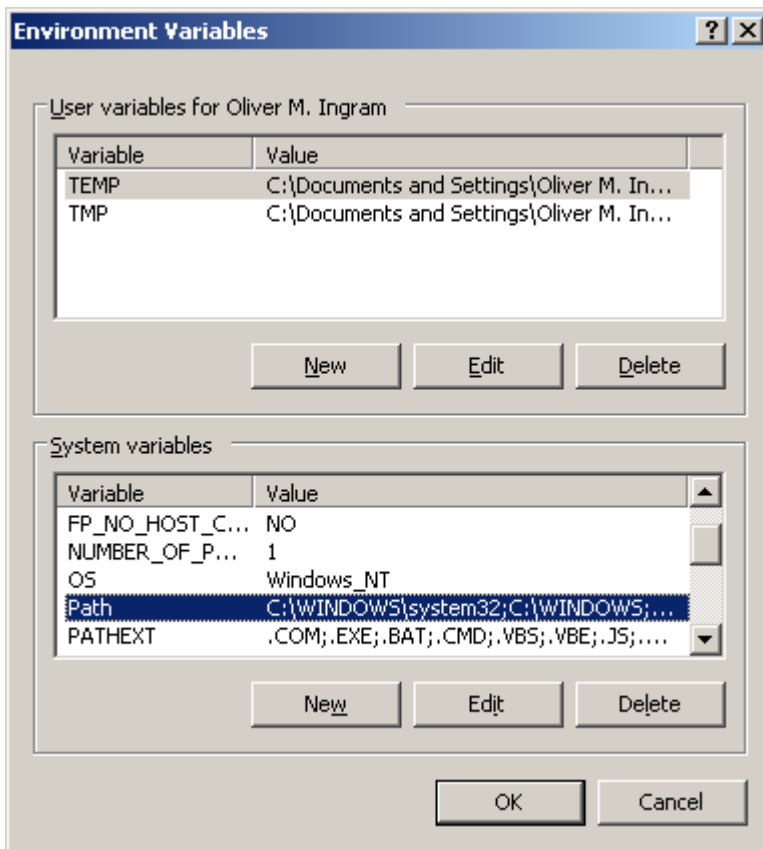 Environment Variables
User variables for Oliver M. Ingram
Variable Value
TEMP C:\Documents and Settings\Oliver M. In...
TMP C:\Documents and Settings\Oliver M. In...
New Edit Delete
System variables
Variable Value
FP_NO_HOST_C... NO
NUMBER_OF_P... 1
OS Windows_NT
Path C:\WINDOWS\system32;C:\WINDOWS;...
PATHEXT .COM;.EXE;.BAT;.CMD;.VBS;.VBE;.JS;....
New Edit Delete
OK Cancel